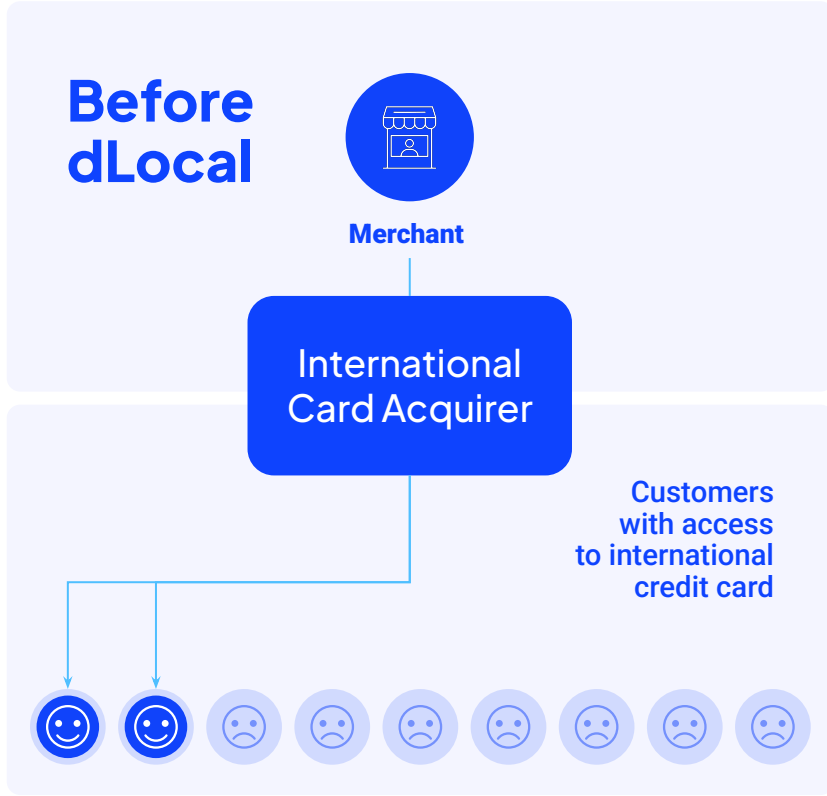 Before
dLocal
Merchant
International
Card Acquirer
Customers
with access
to international
credit card